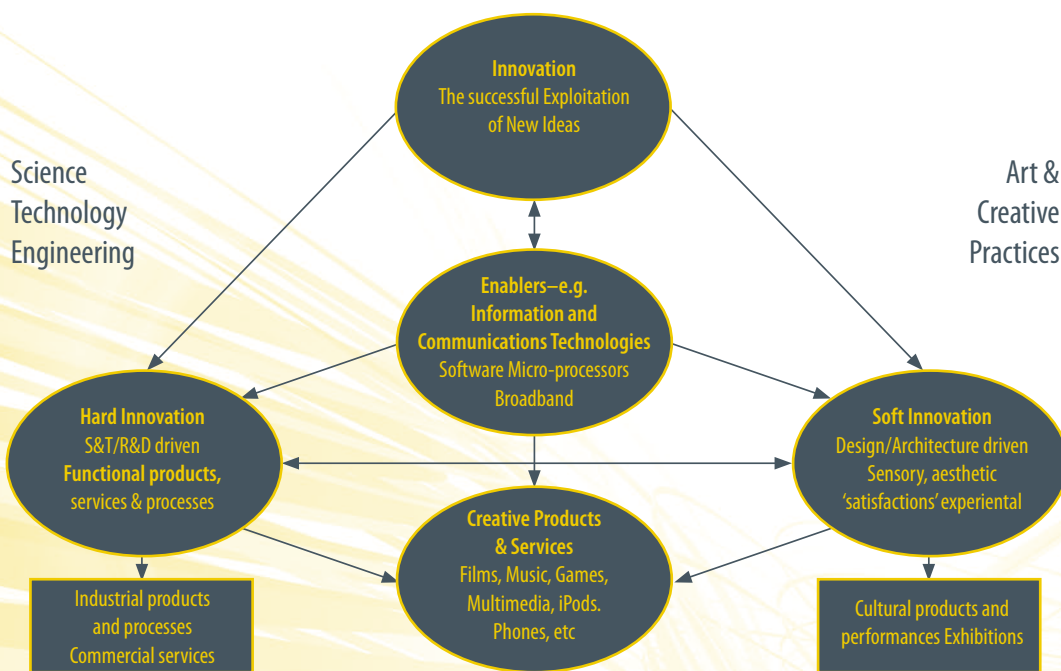 Innovation
The successful Exploitation
of New Ideas
Science
Technology
Engineering
Art &
Creative
Practices
Enablers–e.g.
Information and
Communications Technologies
Software Micro-processors
Broadband
Hard Innovation
S&T/R&D driven
Functional products,
services & processes
Soft Innovation
Design/Architecture driven
Sensory, aesthetic
‘satisfactions’ experiental
Creative Products
& Services
Films, Music, Games,
Multimedia, iPods.
Phones, etc
Industrial products
and processes
Commercial services
Cultural products and
performances Exhibitions